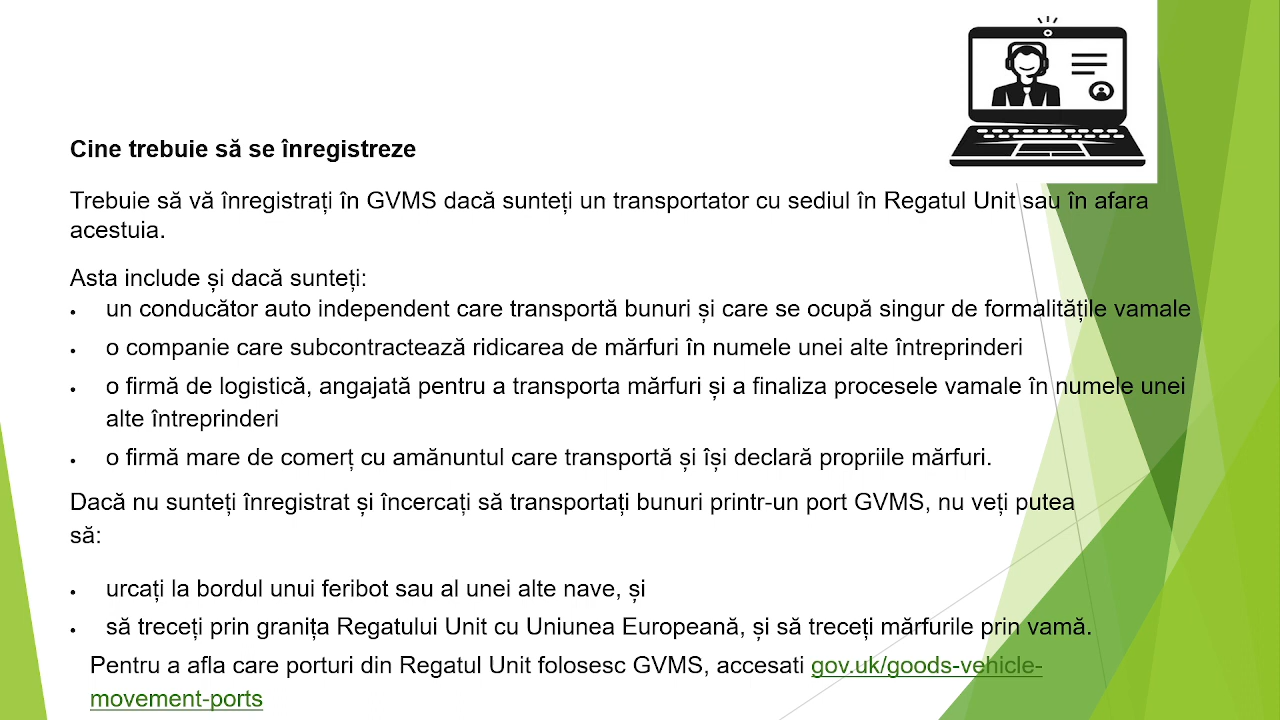 Cine trebuie să se înregistreze
Trebuie să vă înregistrați în GVMS dacă sunteți un transportator cu sediul în Regatul Unit sau în afara
acestuia.
Asta include și dacă sunteți:
• un conducător auto independent care transportă bunuri și care se ocupă singur de formalitățile vamale
• o companie care subcontractează ridicarea de mărfuri în numele unei alte întreprinderi
• o firmă de logistică, angajată pentru a transporta mărfuri și a finaliza procesele vamale în numele unei
alte întreprinderi
• o firmă mare de comerț cu amănuntul care transportă și își declară propriile mărfuri.
Dacă nu sunteți înregistrat și încercați să transportați bunuri printr-un port GVMS, nu veți putea
să:
• urcați la bordul unui feribot sau al unei alte nave, și
• să treceți prin granița Regatului Unit cu Uniunea Europeană, și să treceți mărfurile prin vamă.
Pentru a afla care porturi din Regatul Unit folosesc GVMS, accesati gov.uk/goods-vehicle-
movement-ports